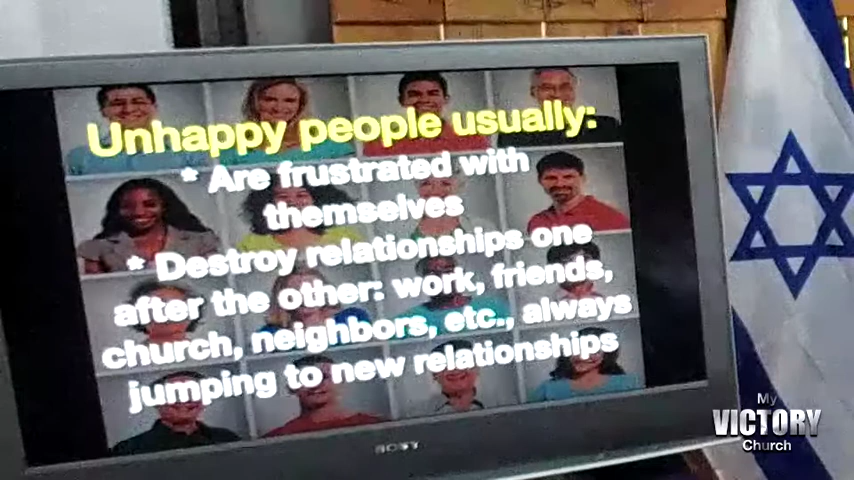 Unhappy people usually:
* Are frustrated with
themselves
* Destroy relationships one
after the other: work, friends,
church, neighbors, etc., always
jumping to new relationships
SONY
My
VICTORY
Church